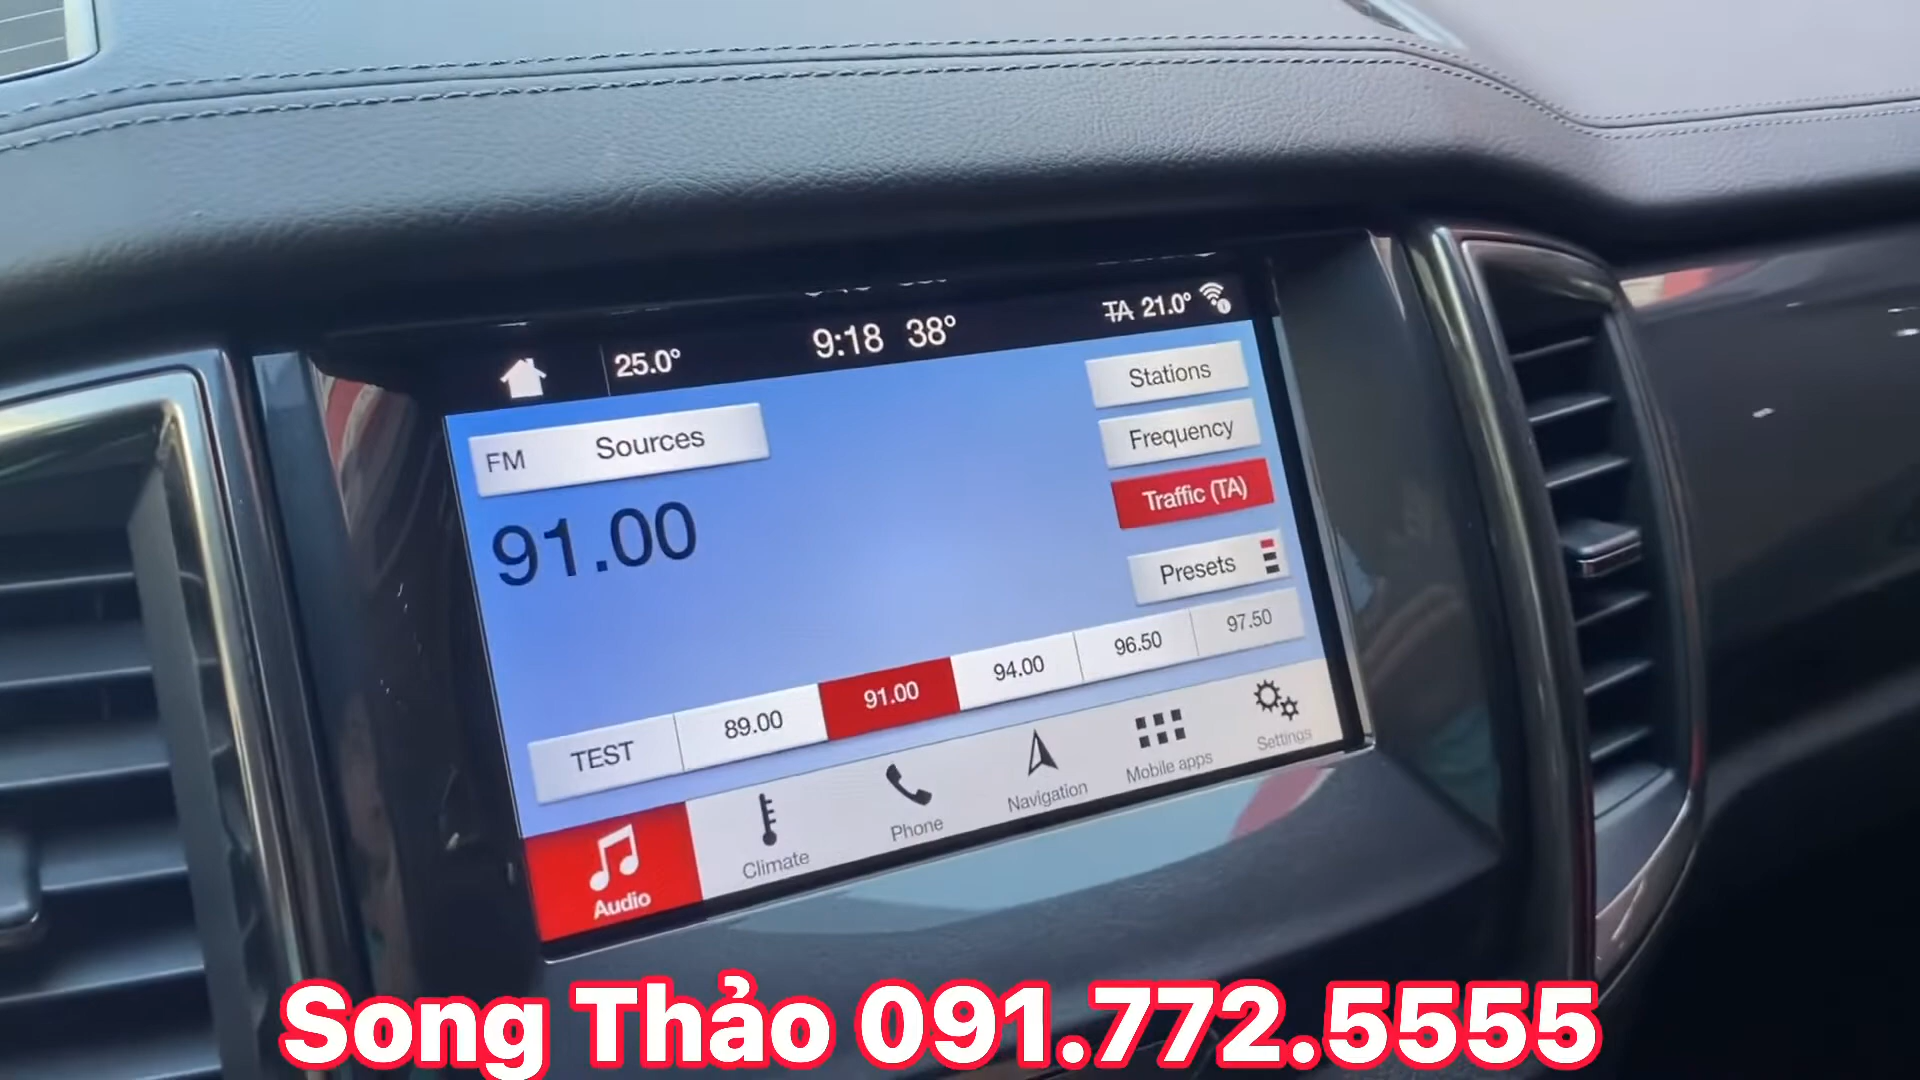 25.0°
9:18 38°
TA 21.0°
FM Sources
91.00
Stations
Frequency
Traffic (TA)
Presets
TEST 89.00 91.00 94.00 96.50 97.50
Audio Climate Phone Navigation Mobile apps Settings
Song Thảo 091.772.5555